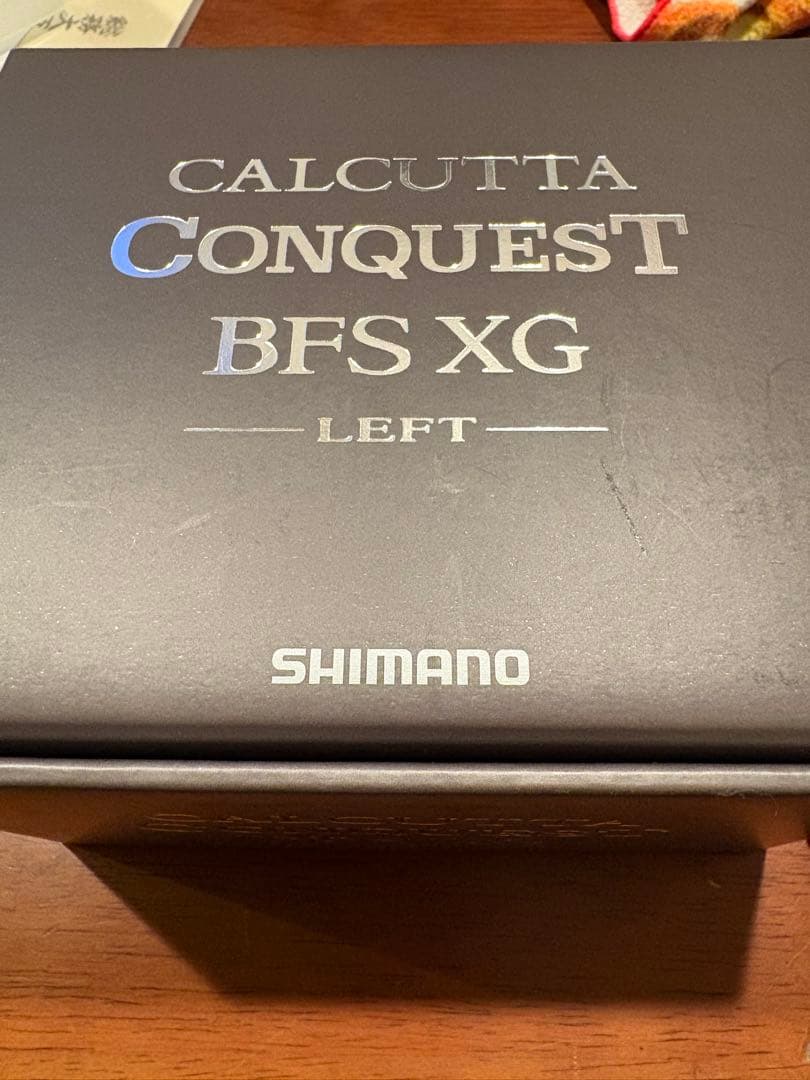 CALCUTTA
CONQUEST
BFS XG
LEFT
SHIMANO